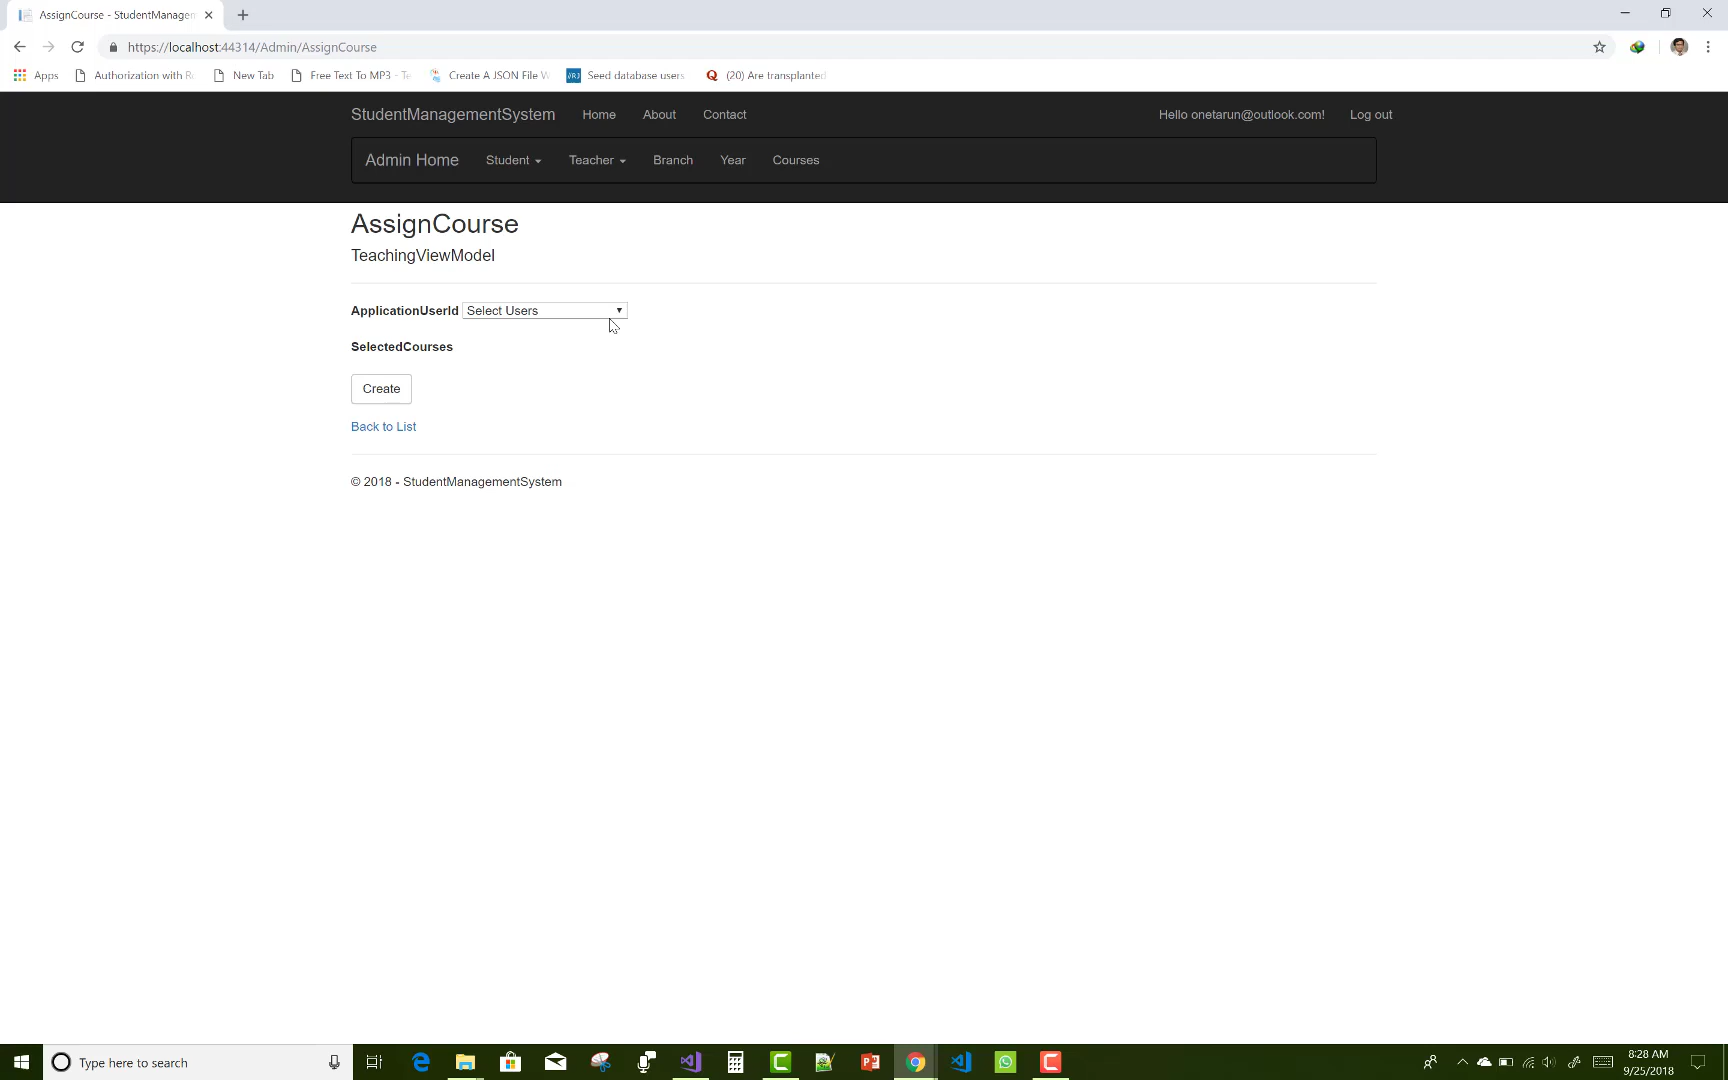 AssignCourse - StudentManagem
https://localhost:44314/Admin/AssignCourse
Apps Authorization with R New Tab Free Text To MP3 - Te Create A JSON File W Seed database users (20) Are transplanted
StudentManagementSystem Home About Contact Hello onetarun@outlook.com! Log out
Admin Home Student Teacher Branch Year Courses
AssignCourse
TeachingViewModel
ApplicationUserId Select Users
SelectedCourses
Create
Back to List
© 2018 - StudentManagementSystem
Type here to search
8:28 AM
9/25/2018